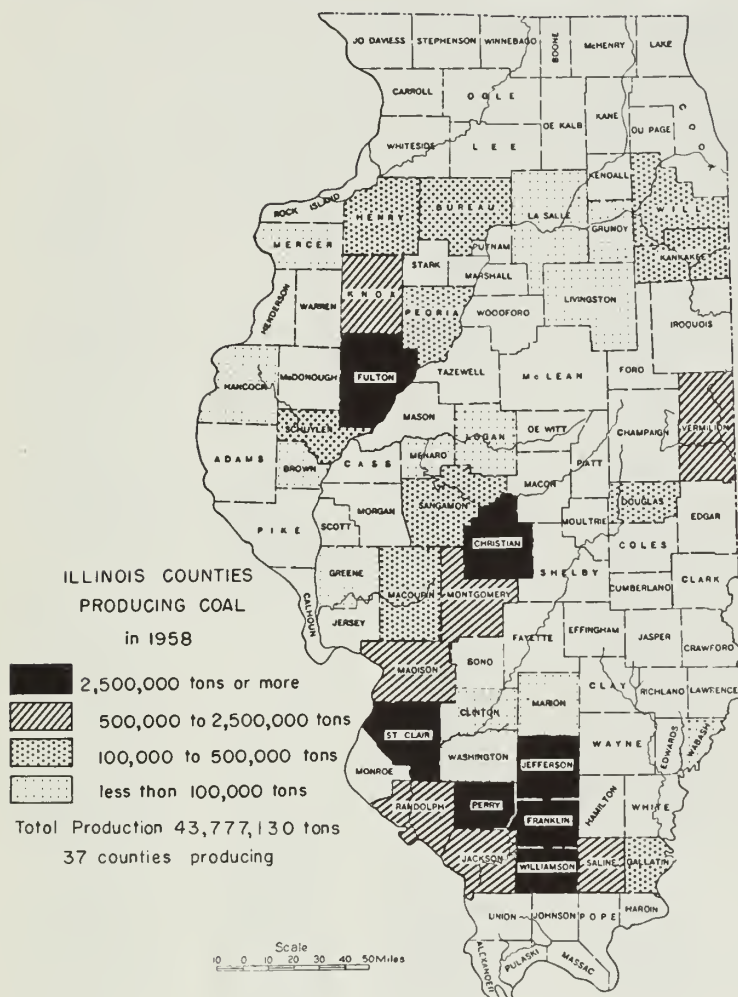 JO DAVIESS STEPHENSON WINNEBAGO BOONE McHENRY LAKE
CARROLL OGLE KANE COOK
DE KALB DU PAGE
WHITESIDE LEE
KENDALL
ROCK ISLAND HENRY BUREAU LA SALLE WILL
MERCER PUTNAM GRUNDY
STARK KANKAKEE
KNOX MARSHALL
HENDERSON WARREN PEORIA WOODFORD LIVINGSTON
IROQUOIS
FULTON TAZEWELL McLEAN FORD
HANCOCK McDONOUGH
MASON VERMILION
SCHUYLER LOGAN DE WITT CHAMPAIGN
ADAMS BROWN CASS MENARD PIATT
MACON
SANGAMON DOUGLAS
PIKE SCOTT MORGAN MOULTRIE EDGAR
CHRISTIAN COLES
GREENE SHELBY
MACOUPIN MONTGOMERY CUMBERLAND CLARK
CALHOUN JERSEY
FAYETTE EFFINGHAM JASPER CRAWFORD
MADISON BOND
CLAY RICHLAND LAWRENCE
CLINTON MARION
ST. CLAIR WAYNE EDWARDS WABASH
WASHINGTON JEFFERSON
MONROE
RANDOLPH PERRY FRANKLIN HAMILTON WHITE
JACKSON WILLIAMSON SALINE GALLATIN
UNION JOHNSON POPE HARDIN
ALEXANDER PULASKI MASSAC
ILLINOIS COUNTIES
PRODUCING COAL
in 1958
2,500,000 tons or more
500,000 to 2,500,000 tons
100,000 to 500,000 tons
less than 100,000 tons
Total Production 43,777,130 tons
37 counties producing
Scale
10 0 10 20 30 40 50 Miles